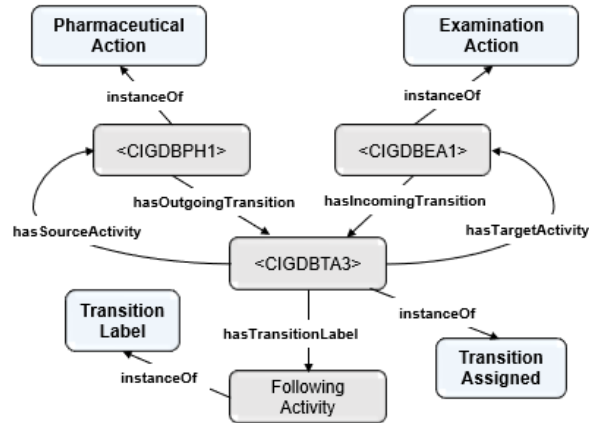 Pharmaceutical
Action
Examination
Action
instanceOf
instanceOf
<CIGDBPH1>
<CIGDBEA1>
hasOutgoingTransition
hasIncomingTransition
hasSourceActivity
hasTargetActivity
<CIGDBTA3>
Transition
Label
instanceOf
hasTransitionLabel
Transition
Assigned
instanceOf
Following
Activity